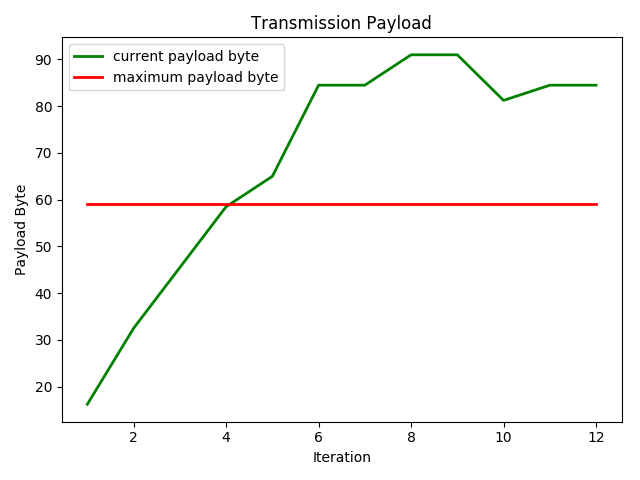 Transmission Payload
current payload byte
maximum payload byte
Payload Byte
90
80
70
60
50
40
30
20
2 4 6 8 10 12
Iteration